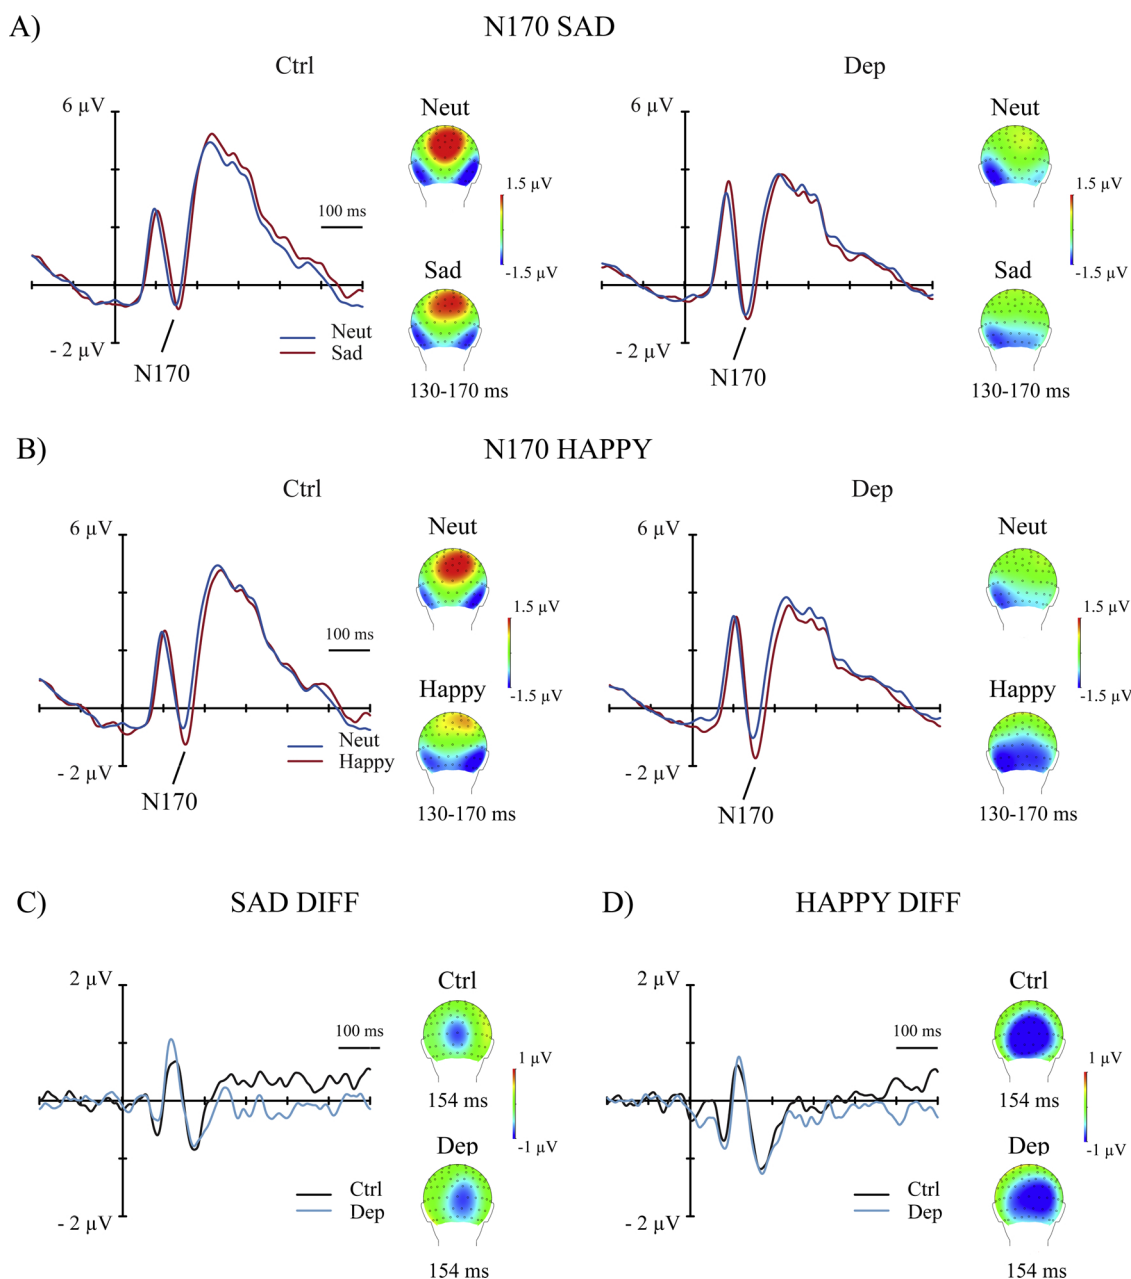 A)
N170 SAD
Ctrl
Dep
6 µV
Neut
6 µV
Neut
1.5 µV
1.5 µV
100 ms
-1.5 µV
-1.5 µV
Sad
Sad
Neut
Sad
- 2 µV
- 2 µV
N170
N170
130-170 ms
130-170 ms
B)
N170 HAPPY
Ctrl
Dep
6 µV
Neut
6 µV
Neut
1.5 µV
1.5 µV
100 ms
-1.5 µV
-1.5 µV
Happy
Happy
Neut
Happy
- 2 µV
- 2 µV
N170
N170
130-170 ms
130-170 ms
C)
SAD DIFF
D)
HAPPY DIFF
2 µV
Ctrl
2 µV
Ctrl
100 ms
100 ms
1 µV
1 µV
154 ms
154 ms
-1 µV
-1 µV
Dep
Dep
Ctrl
Dep
Ctrl
Dep
- 2 µV
- 2 µV
154 ms
154 ms